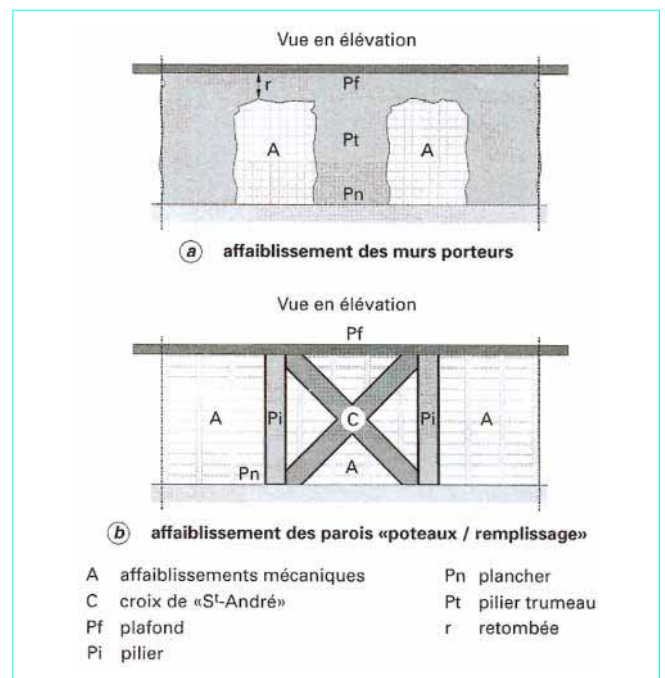 Vue en élévation
r Pf
A Pt A
Pn
a affaiblissement des murs porteurs
Vue en élévation
Pf
A Pi C Pi A
Pn A
b affaiblissement des parois «poteaux / remplissage»
A affaiblissements mécaniques
C croix de «St-André»
Pf plafond
Pi pilier
Pn plancher
Pt pilier trumeau
r retombée